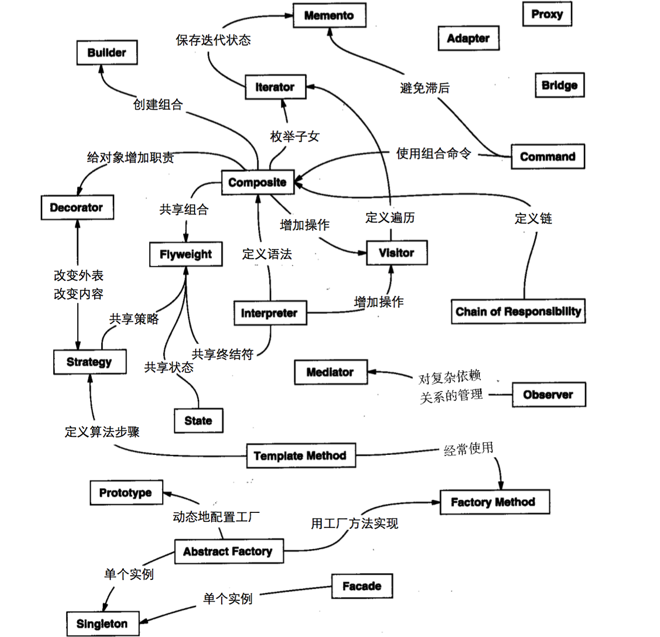 Proxy
Memento
Adapter
保存迭代状态
Builder
Iterator
Bridge
避免滞后
创建组合
枚举子女
使用组合命令
Command
给对象增加职责
Composite
Decorator
共享组合
定义遍历
定义链
增加操作
Flyweight
定义语法
Visitor
改变外表
改变内容
增加操作
Interpreter
Chain of Responsibility
共享策略
共享终结符
Strategy
共享状态
Mediator
对复杂依赖
关系的管理
Observer
State
定义算法步骤
Template Method
经常使用
Prototype
Factory Method
动态地配置工厂
用工厂方法实现
Abstract Factory
单个实例
Facade
单个实例
Singleton